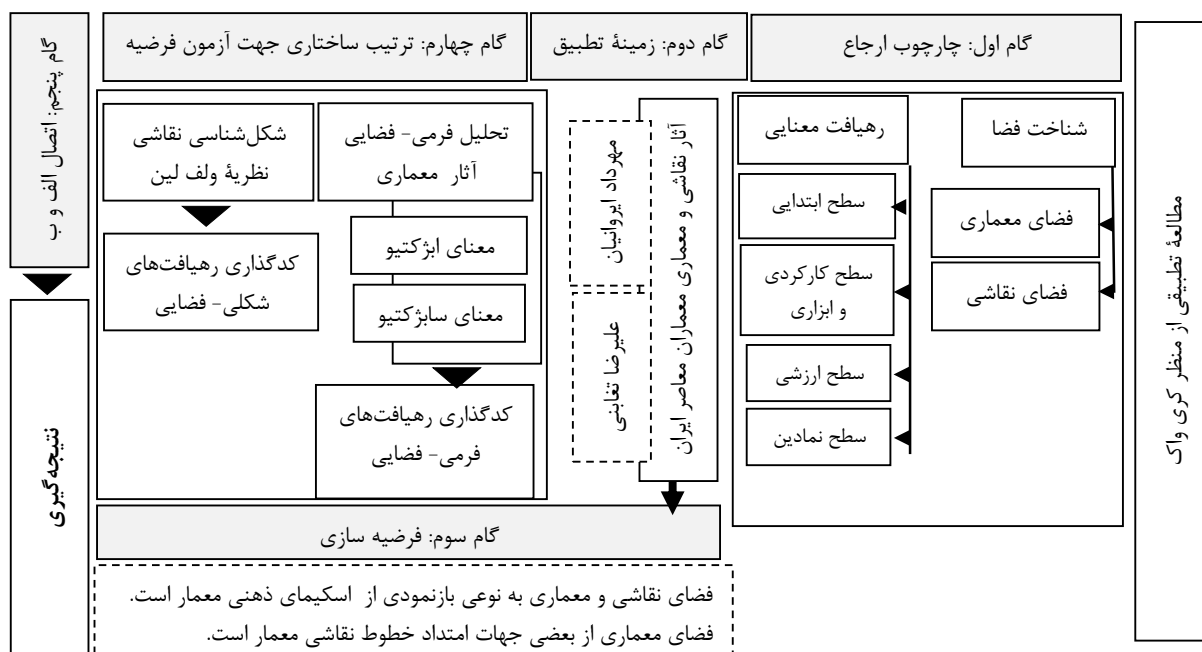 مطالعهٔ تطبیقی از منظر کری واک
گام اول: چارچوب ارجاع
شناخت فضا
فضای معماری
فضای نقاشی
رهیافت معنایی
سطح ابتدایی
سطح کارکردی
و ابزاری
سطح ارزشی
سطح نمادین
گام دوم: زمینهٔ تطبیق
آثار نقاشی و معماری معماران معاصر ایران
مهرداد ایروانیان
علیرضا تغابنی
گام سوم: فرضیه سازی
فضای نقاشی و معماری به نوعی بازنمودی از اسکیمای ذهنی معمار است.
فضای معماری از بعضی جهات امتداد خطوط نقاشی معمار است.
گام چهارم: ترتیب ساختاری جهت آزمون فرضیه
تحلیل فرمی- فضایی
آثار معماری
معنای ابژکتیو
معنای سابژکتیو
کدگذاری رهیافت‌های
فرمی- فضایی
شکل‌شناسی نقاشی
نظریهٔ ولف لین
کدگذاری رهیافت‌های
شکلی- فضایی
گام پنجم: اتصال الف و ب
نتیجه‌گیری